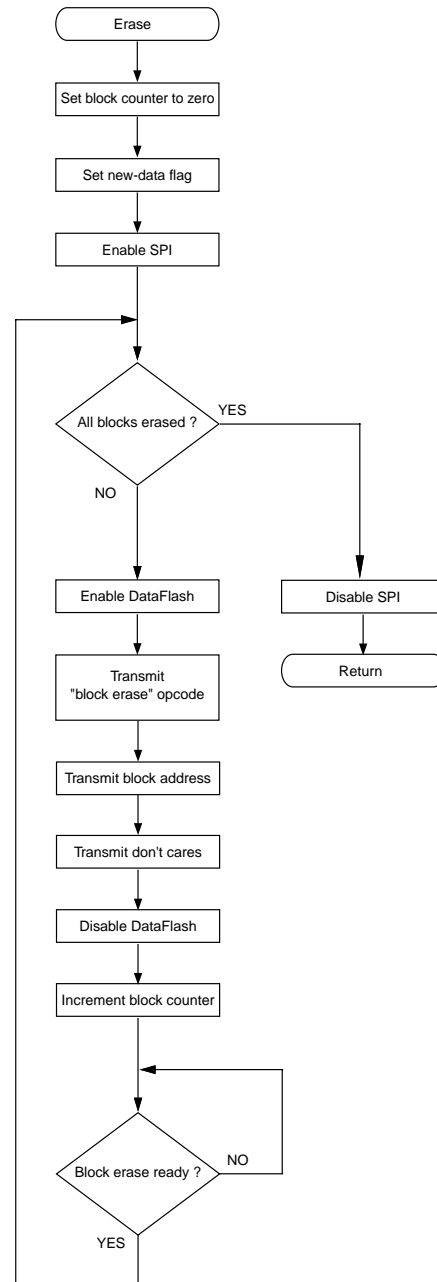 Erase
Set block counter to zero
Set new-data flag
Enable SPI
All blocks erased ?
YES
NO
Enable DataFlash
Disable SPI
Transmit
"block erase" opcode
Return
Transmit block address
Transmit don't cares
Disable DataFlash
Increment block counter
Block erase ready ?
NO
YES